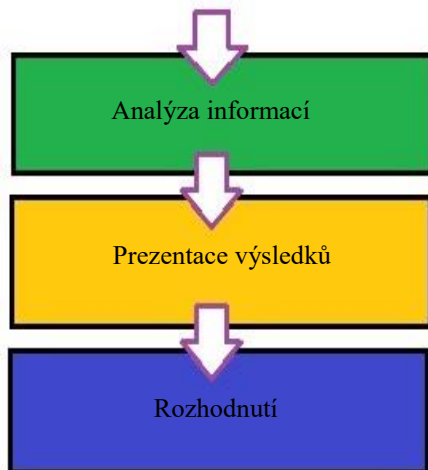 Analýza informací
Prezentace výsledků
Rozhodnutí